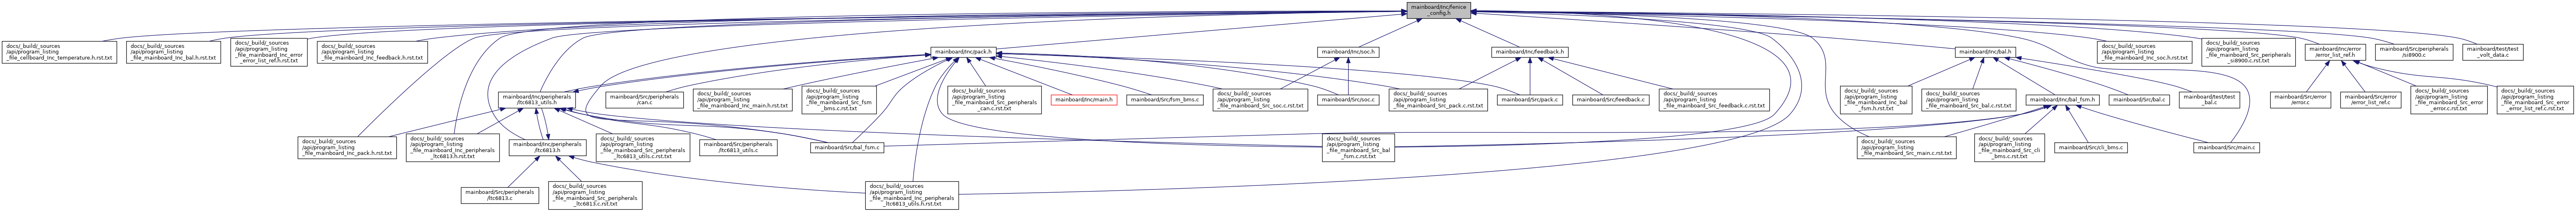 mainboard/Inc/fenice
_config.h
docs/_build/_sources
/api/program_listing
_file_cellboard_Inc_temperature.h.rst.txt
docs/_build/_sources
/api/program_listing
_file_mainboard_Inc_bal.h.rst.txt
docs/_build/_sources
/api/program_listing
_file_mainboard_Inc_error
_error_list_ref.h.rst.txt
docs/_build/_sources
/api/program_listing
_file_mainboard_Inc_feedback.h.rst.txt
mainboard/Inc/pack.h
mainboard/Inc/soc.h
mainboard/Inc/feedback.h
mainboard/Inc/bal.h
docs/_build/_sources
/api/program_listing
_file_mainboard_Inc_soc.h.rst.txt
docs/_build/_sources
/api/program_listing
_file_mainboard_Src_peripherals
_si8900.c.rst.txt
mainboard/Inc/error
/error_list_ref.h
mainboard/Src/peripherals
/si8900.c
mainboard/test/test
_volt_data.c
mainboard/Inc/peripherals
/ltc6813_utils.h
mainboard/Src/peripherals
/can.c
docs/_build/_sources
/api/program_listing
_file_mainboard_Inc_main.h.rst.txt
docs/_build/_sources
/api/program_listing
_file_mainboard_Src_fsm
_bms.c.rst.txt
docs/_build/_sources
/api/program_listing
_file_mainboard_Src_peripherals
_can.c.rst.txt
mainboard/Inc/main.h
mainboard/Src/fsm_bms.c
docs/_build/_sources
/api/program_listing
_file_mainboard_Src_soc.c.rst.txt
mainboard/Src/soc.c
docs/_build/_sources
/api/program_listing
_file_mainboard_Src_pack.c.rst.txt
mainboard/Src/pack.c
mainboard/Src/feedback.c
docs/_build/_sources
/api/program_listing
_file_mainboard_Src_feedback.c.rst.txt
docs/_build/_sources
/api/program_listing
_file_mainboard_Inc_bal
_fsm.h.rst.txt
docs/_build/_sources
/api/program_listing
_file_mainboard_Src_bal.c.rst.txt
mainboard/Inc/bal_fsm.h
mainboard/Src/bal.c
mainboard/test/test
_bal.c
mainboard/Src/error
/error.c
mainboard/Src/error
/error_list_ref.c
docs/_build/_sources
/api/program_listing
_file_mainboard_Src_error
_error.c.rst.txt
docs/_build/_sources
/api/program_listing
_file_mainboard_Src_error
_error_list_ref.c.rst.txt
docs/_build/_sources
/api/program_listing
_file_mainboard_Inc_pack.h.rst.txt
docs/_build/_sources
/api/program_listing
_file_mainboard_Inc_peripherals
_ltc6813.h.rst.txt
mainboard/Inc/peripherals
/ltc6813.h
docs/_build/_sources
/api/program_listing
_file_mainboard_Src_peripherals
_ltc6813_utils.c.rst.txt
mainboard/Src/peripherals
/ltc6813_utils.c
mainboard/Src/bal_fsm.c
docs/_build/_sources
/api/program_listing
_file_mainboard_Src_bal
_fsm.c.rst.txt
docs/_build/_sources
/api/program_listing
_file_mainboard_Src_main.c.rst.txt
docs/_build/_sources
/api/program_listing
_file_mainboard_Src_cli
_bms.c.rst.txt
mainboard/Src/cli_bms.c
mainboard/Src/main.c
mainboard/Src/peripherals
/ltc6813.c
docs/_build/_sources
/api/program_listing
_file_mainboard_Src_peripherals
_ltc6813.c.rst.txt
docs/_build/_sources
/api/program_listing
_file_mainboard_Inc_peripherals
_ltc6813_utils.h.rst.txt